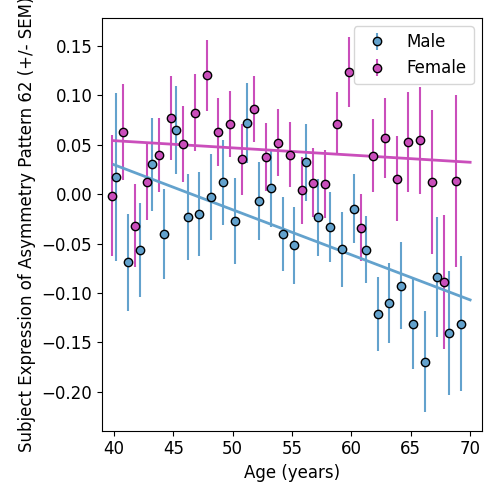 Subject Expression of Asymmetry Pattern 62 (+/- SEM)
Male
Female
0.15
0.10
0.05
0.00
−0.05
−0.10
−0.15
−0.20
40 45 50 55 60 65 70
Age (years)